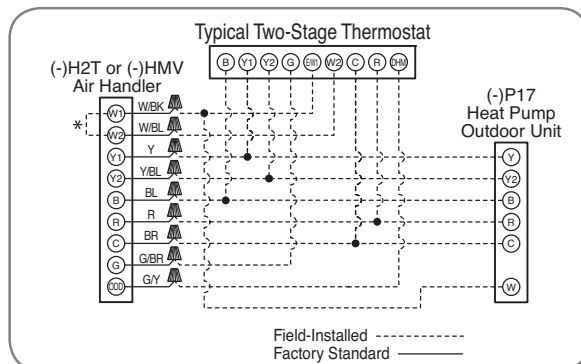 Typical Two-Stage Thermostat
B Y1 Y2 G E/W1 W2 C R DHM
(-)H2T or (-)HMV
Air Handler
(-)P17
Heat Pump
Outdoor Unit
*
W1 W/BK
W2 W/BL
Y1 Y
Y2 Y/BL
B BL
R R
C BR
G G/BR
ODD G/Y
Y
Y2
B
R
C
W
Field-Installed
Factory Standard